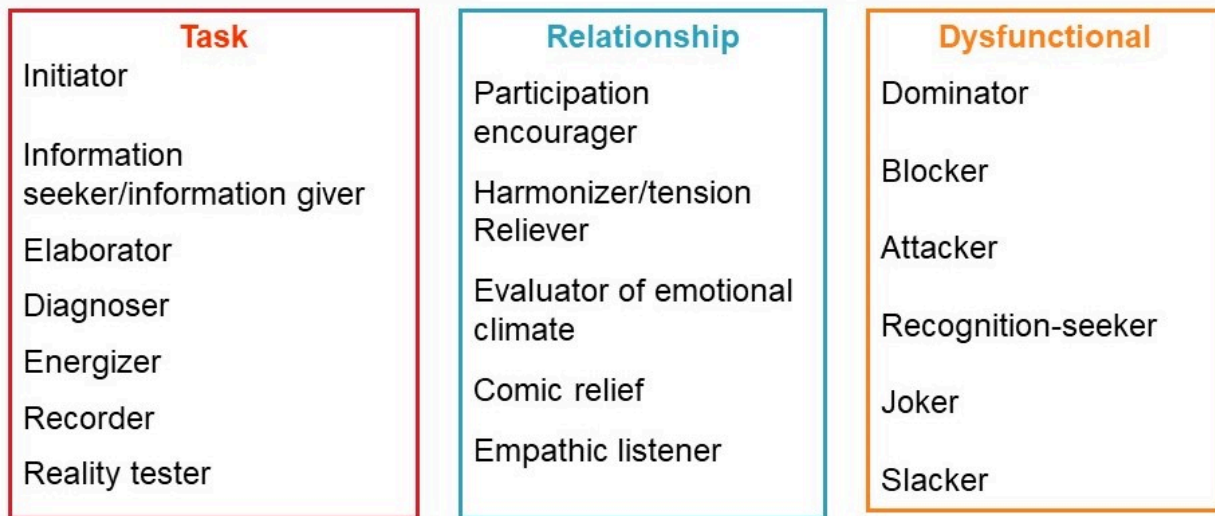 Task
Initiator
Information
seeker/information giver
Elaborator
Diagnoser
Energizer
Recorder
Reality tester
Relationship
Participation
encourager
Harmonizer/tension
Reliever
Evaluator of emotional
climate
Comic relief
Empathic listener
Dysfunctional
Dominator
Blocker
Attacker
Recognition-seeker
Joker
Slacker